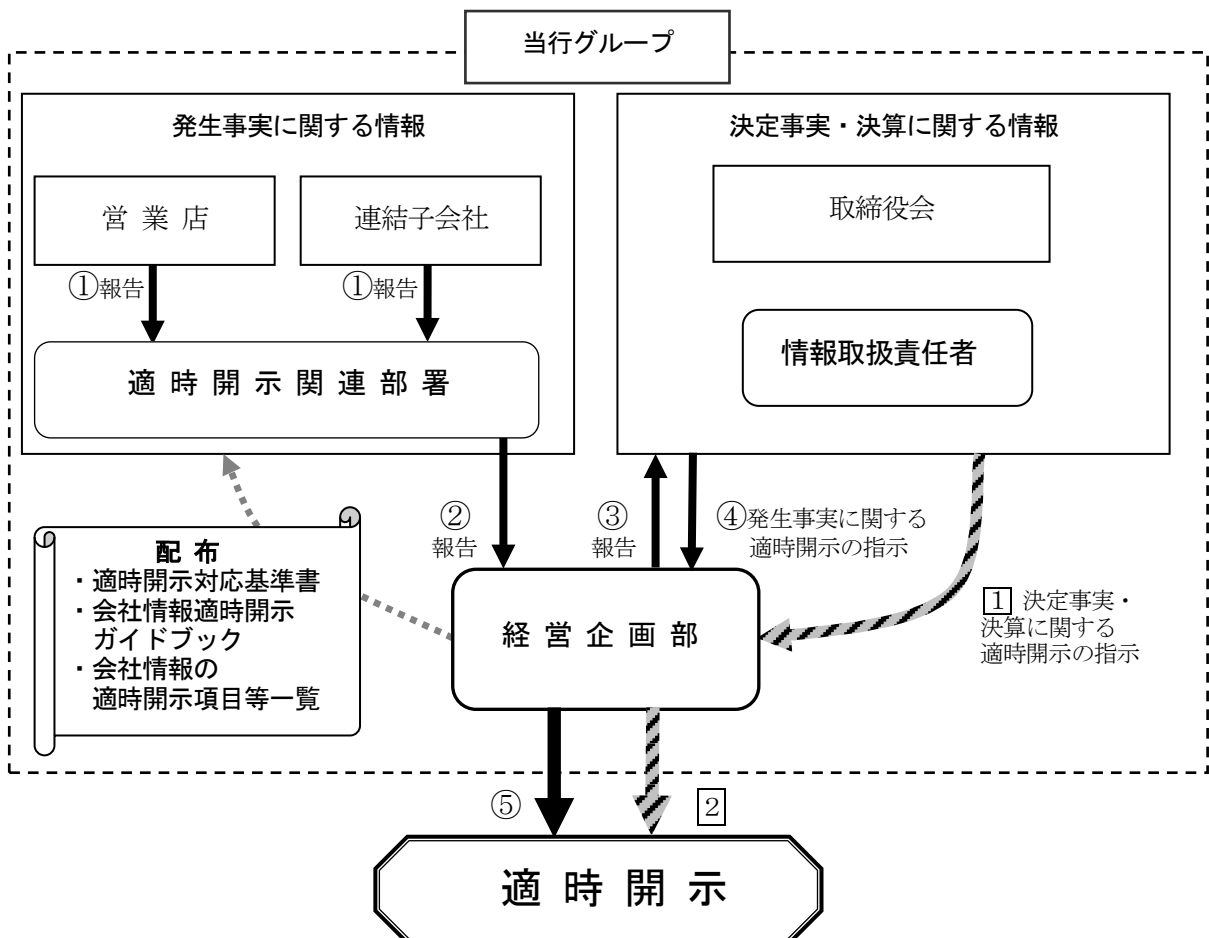 当行グループ
発生事実に関する情報
決定事実・決算に関する情報
営 業 店
連結子会社
取締役会
①報告
①報告
適 時 開 示 関 連 部 署
情報取扱責任者
②
報告
③
報告
④発生事実に関する
適時開示の指示
1 決定事実・
決算に関する
適時開示の指示
配 布
・適時開示対応基準書
・会社情報適時開示
ガイドブック
・会社情報の
適時開示項目等一覧
経 営 企 画 部
⑤
2
適 時 開 示